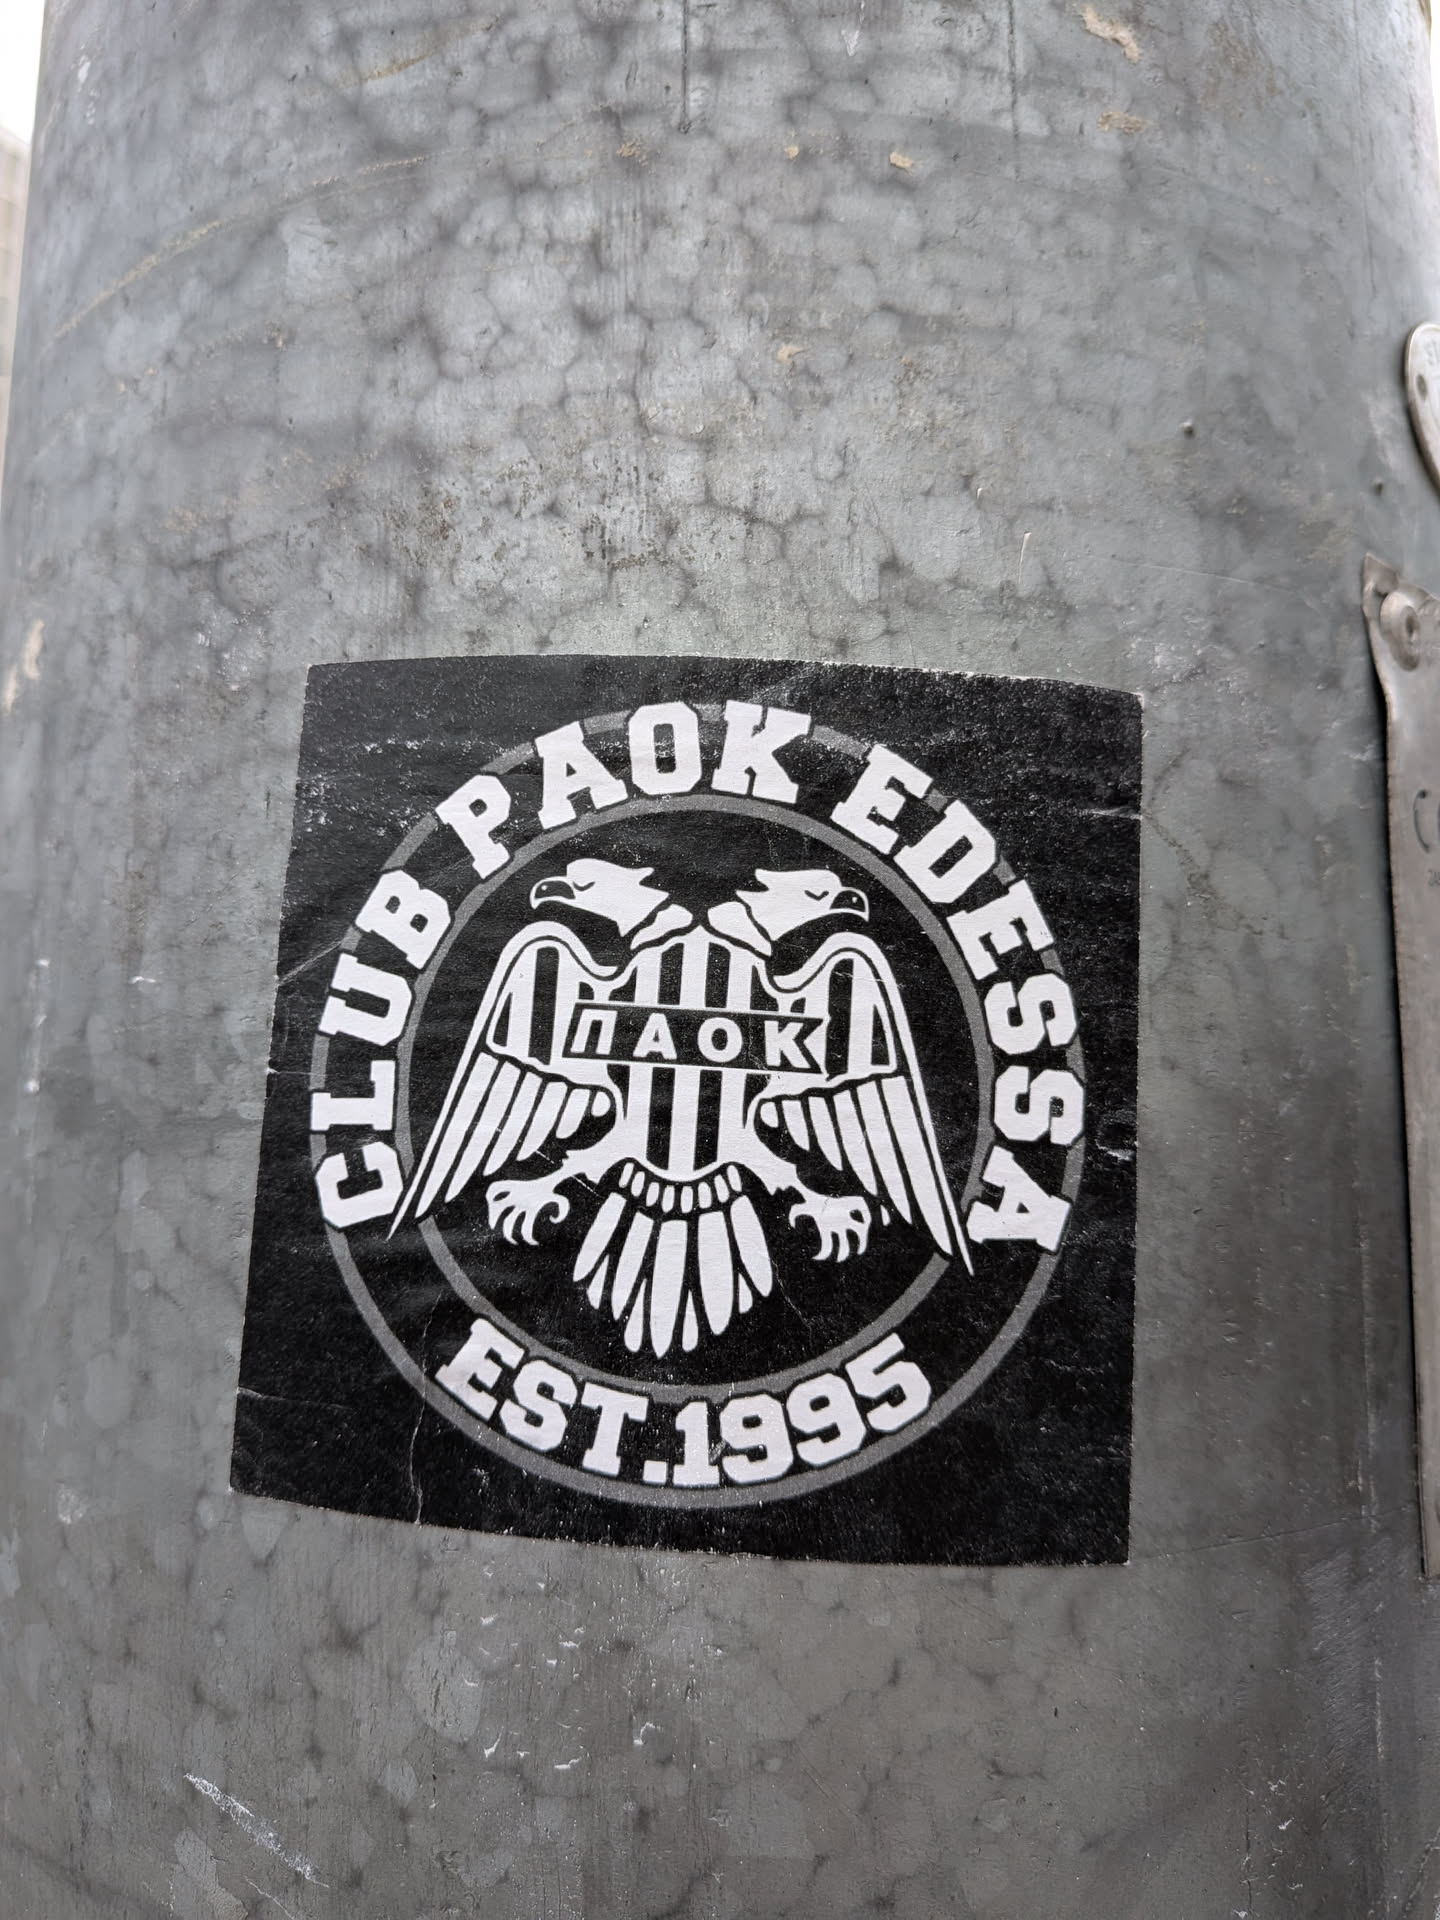 CLUB PAOK EDESSA
ΠΑΟΚ
EST.1995